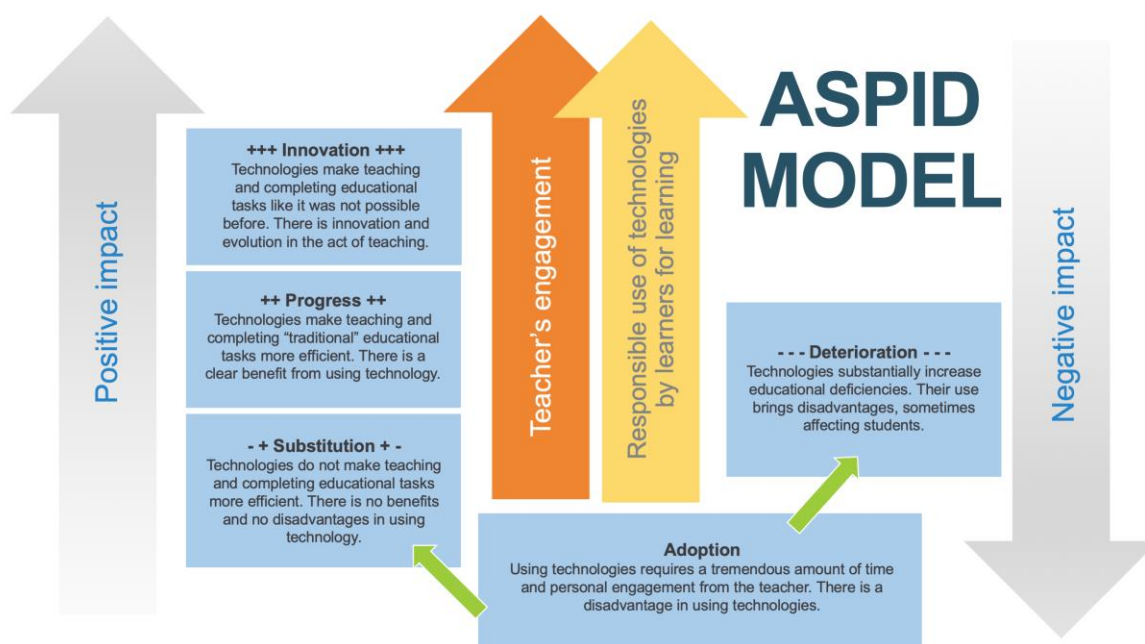 ASPID
MODEL
Positive impact
+++ Innovation +++
Technologies make teaching
and completing educational
tasks like it was not possible
before. There is innovation and
evolution in the act of teaching.
++ Progress ++
Technologies make teaching and
completing “traditional” educational
tasks more efficient. There is a
clear benefit from using technology.
- + Substitution + -
Technologies do not make teaching
and completing educational tasks
more efficient. There is no benefits
and no disadvantages in using
technology.
Teacher's engagement
Responsible use of technologies
by learners for learning
- - - Deterioration - - -
Technologies substantially increase
educational deficiencies. Their use
brings disadvantages, sometimes
affecting students.
Adoption
Using technologies requires a tremendous amount of time
and personal engagement from the teacher. There is a
disadvantage in using technologies.
Negative impact